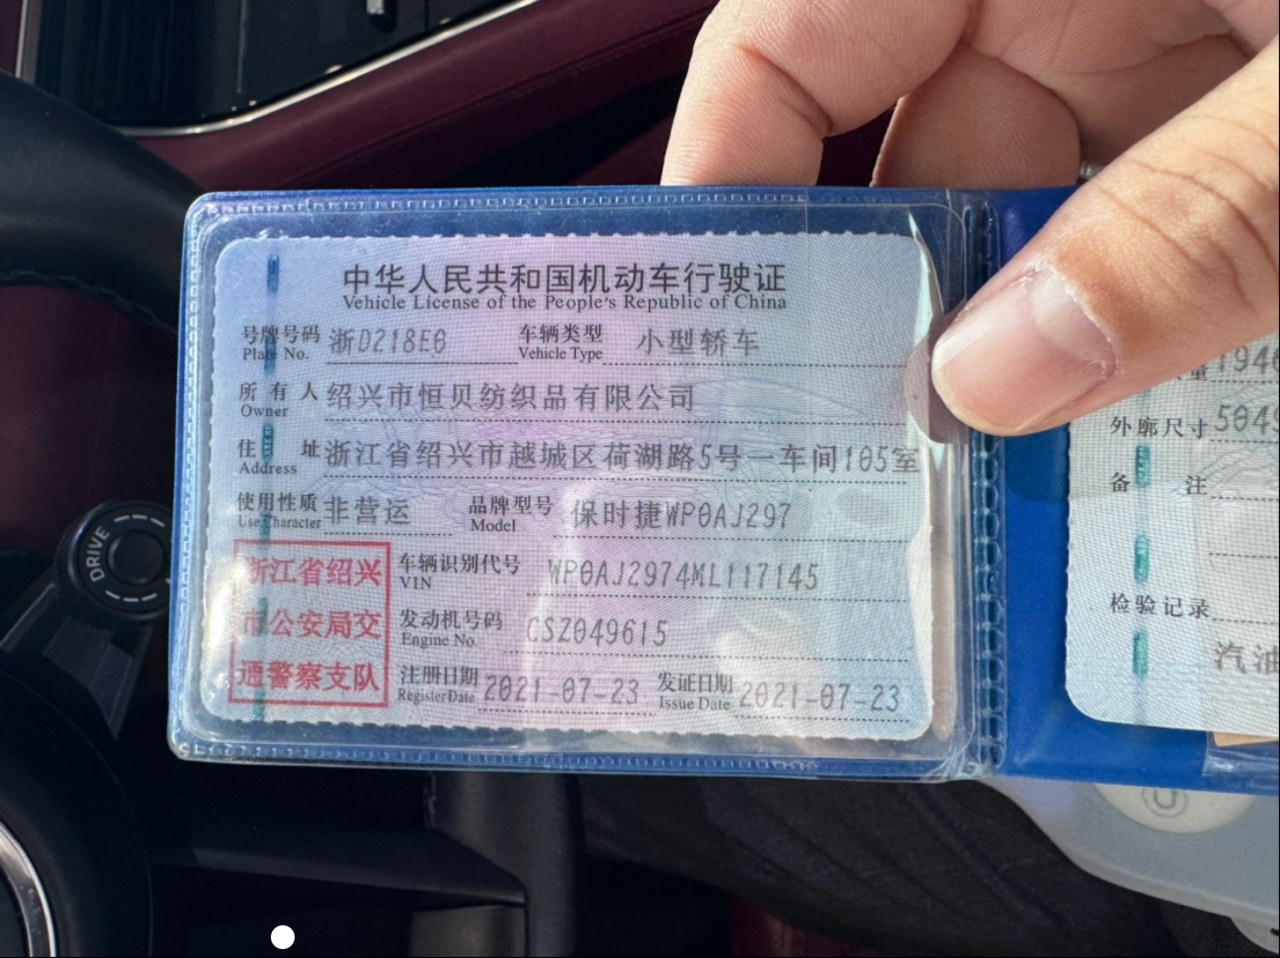 中华人民共和国机动车行驶证
Vehicle License of the People's Republic of China
号牌号码 浙D218E0 车辆类型 小型轿车
Plate No. Vehicle Type
所有人 绍兴市恒贝纺织品有限公司
Owner
住址 浙江省绍兴市越城区荷湖路5号一车间105室
Address
使用性质 非营运 品牌型号 保时捷WP0AJ297
Use Character Model
浙江省绍兴
市公安局交
通警察支队
车辆识别代号 WP0AJ2974ML117145
VIN
发动机号码 CSZ049615
Engine No.
注册日期 2021-07-23 发证日期 2021-07-23
Register Date Issue Date
外廓尺寸
备注
检验记录
DRIVE